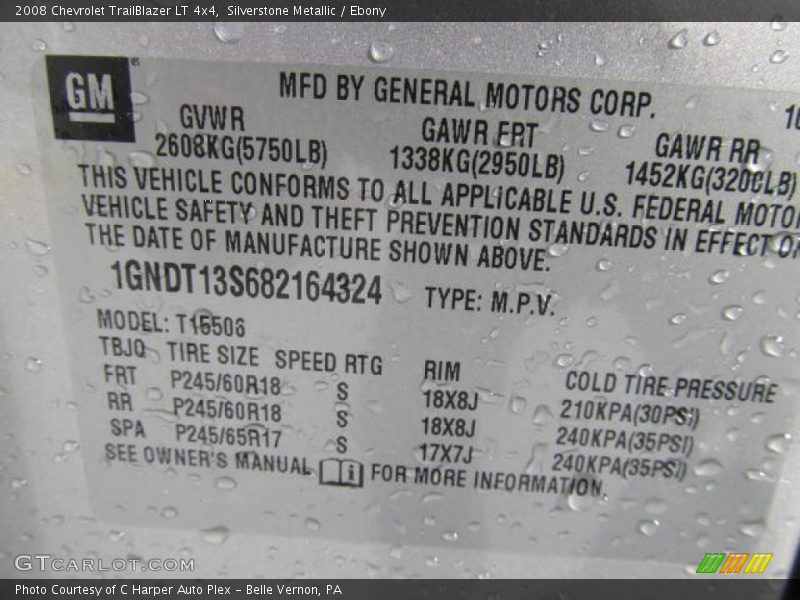 2008 Chevrolet TrailBlazer LT 4x4, Silverstone Metallic / Ebony
GM
MFD BY GENERAL MOTORS CORP.
GVWR GAWR FRT GAWR RR
2608KG(5750LB) 1338KG(2950LB) 1452KG(3200LB)
THIS VEHICLE CONFORMS TO ALL APPLICABLE U.S. FEDERAL MOTOR
VEHICLE SAFETY AND THEFT PREVENTION STANDARDS IN EFFECT ON
THE DATE OF MANUFACTURE SHOWN ABOVE.
1GNDT13S682164324 TYPE: M.P.V.
MODEL: T15506
TBJQ TIRE SIZE SPEED RTG RIM COLD TIRE PRESSURE
FRT P245/60R18 S 18X8J 210KPA(30PSI)
RR P245/60R18 S 18X8J 240KPA(35PSI)
SPA P245/65R17 S 17X7J 240KPA(35PSI)
SEE OWNER'S MANUAL FOR MORE INFORMATION.
GTCarLot.com
Photo Courtesy of C Harper Auto Plex - Belle Vernon, PA